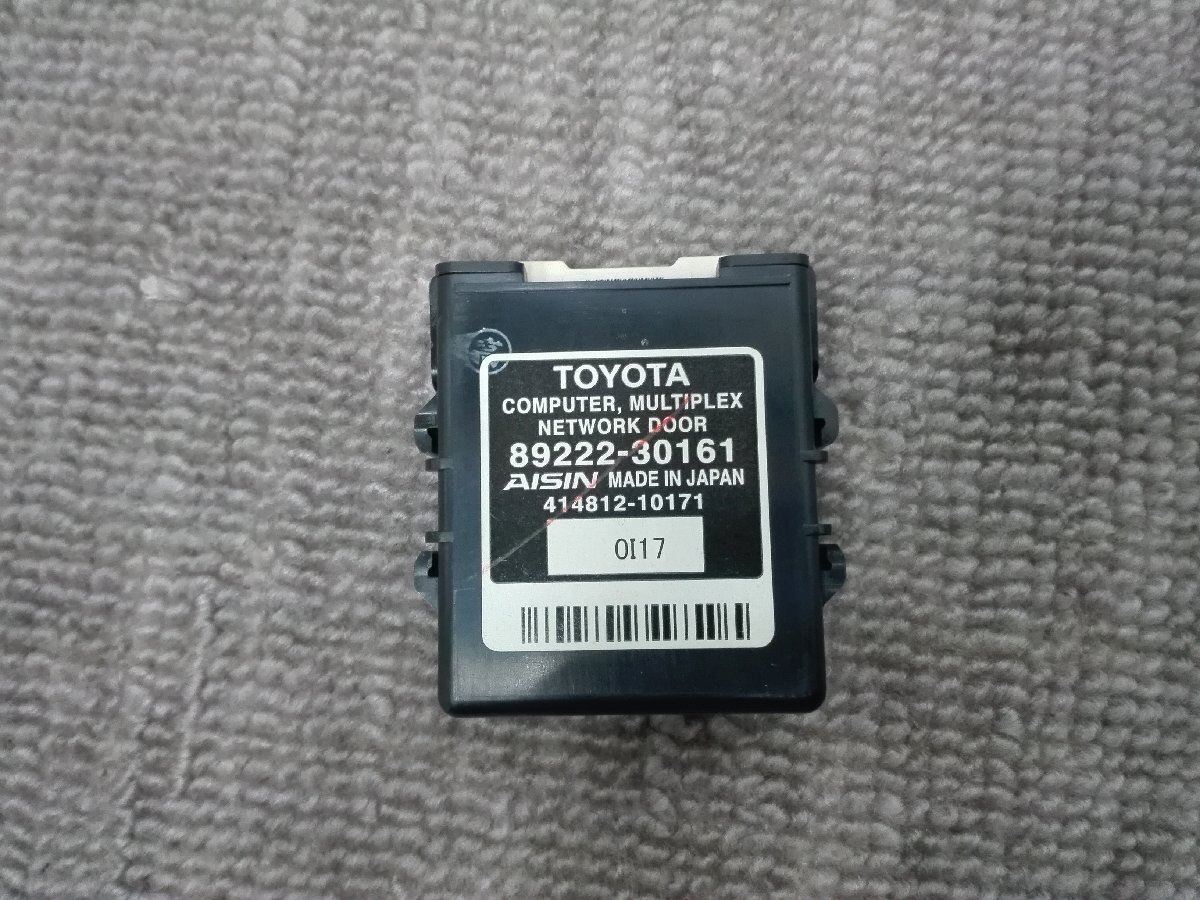 TOYOTA
COMPUTER, MULTIPLEX
NETWORK DOOR
89222-30161
AISIN MADE IN JAPAN
414812-10171
0I17